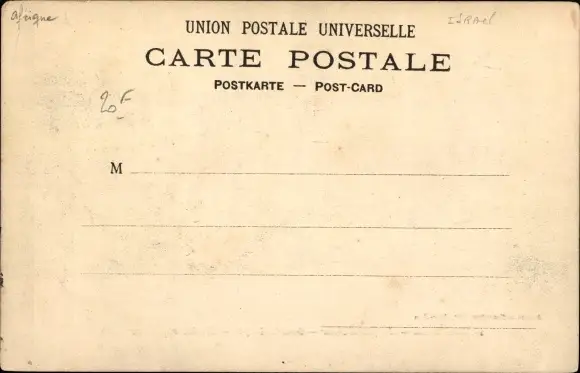 afrique
ISRAEl
UNION POSTALE UNIVERSELLE
CARTE POSTALE
POSTKARTE — POST-CARD
20F
M